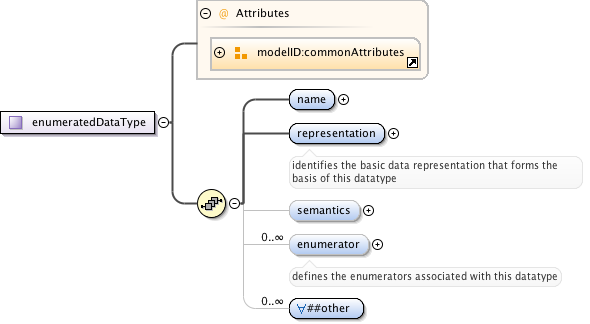 @ Attributes
modelID:commonAttributes
enumeratedDataType
name
representation
identifies the basic data representation that forms the
basis of this datatype
semantics
0..∞
enumerator
defines the enumerators associated with this datatype
0..∞
∀##other